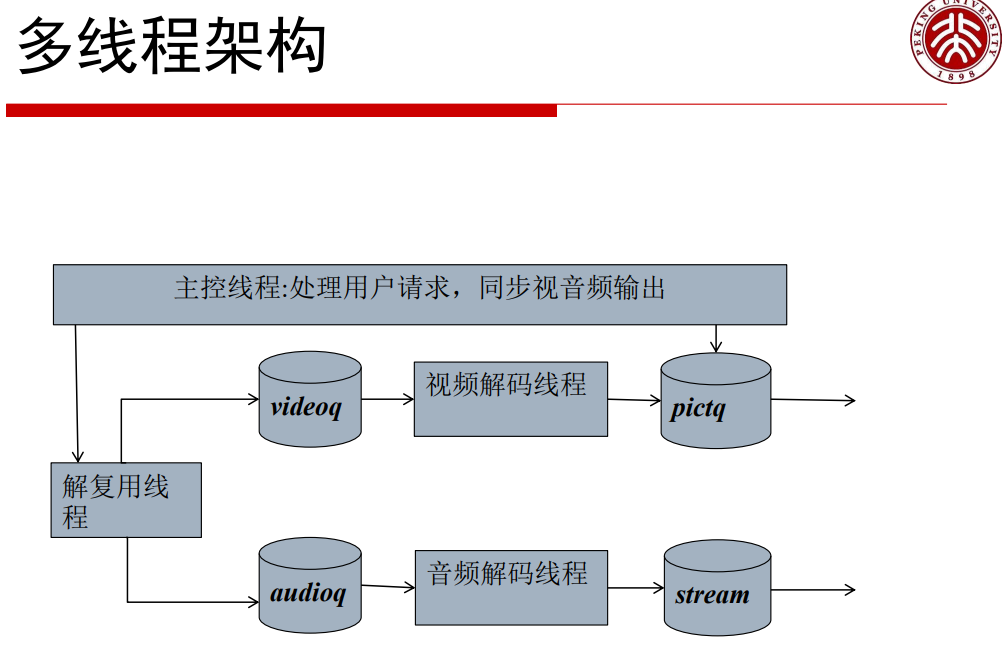 多线程架构
PEKING UNIVERSITY
1898
主控线程:处理用户请求，同步视音频输出
videoq
视频解码线程
pictq
解复用线
程
audioq
音频解码线程
stream